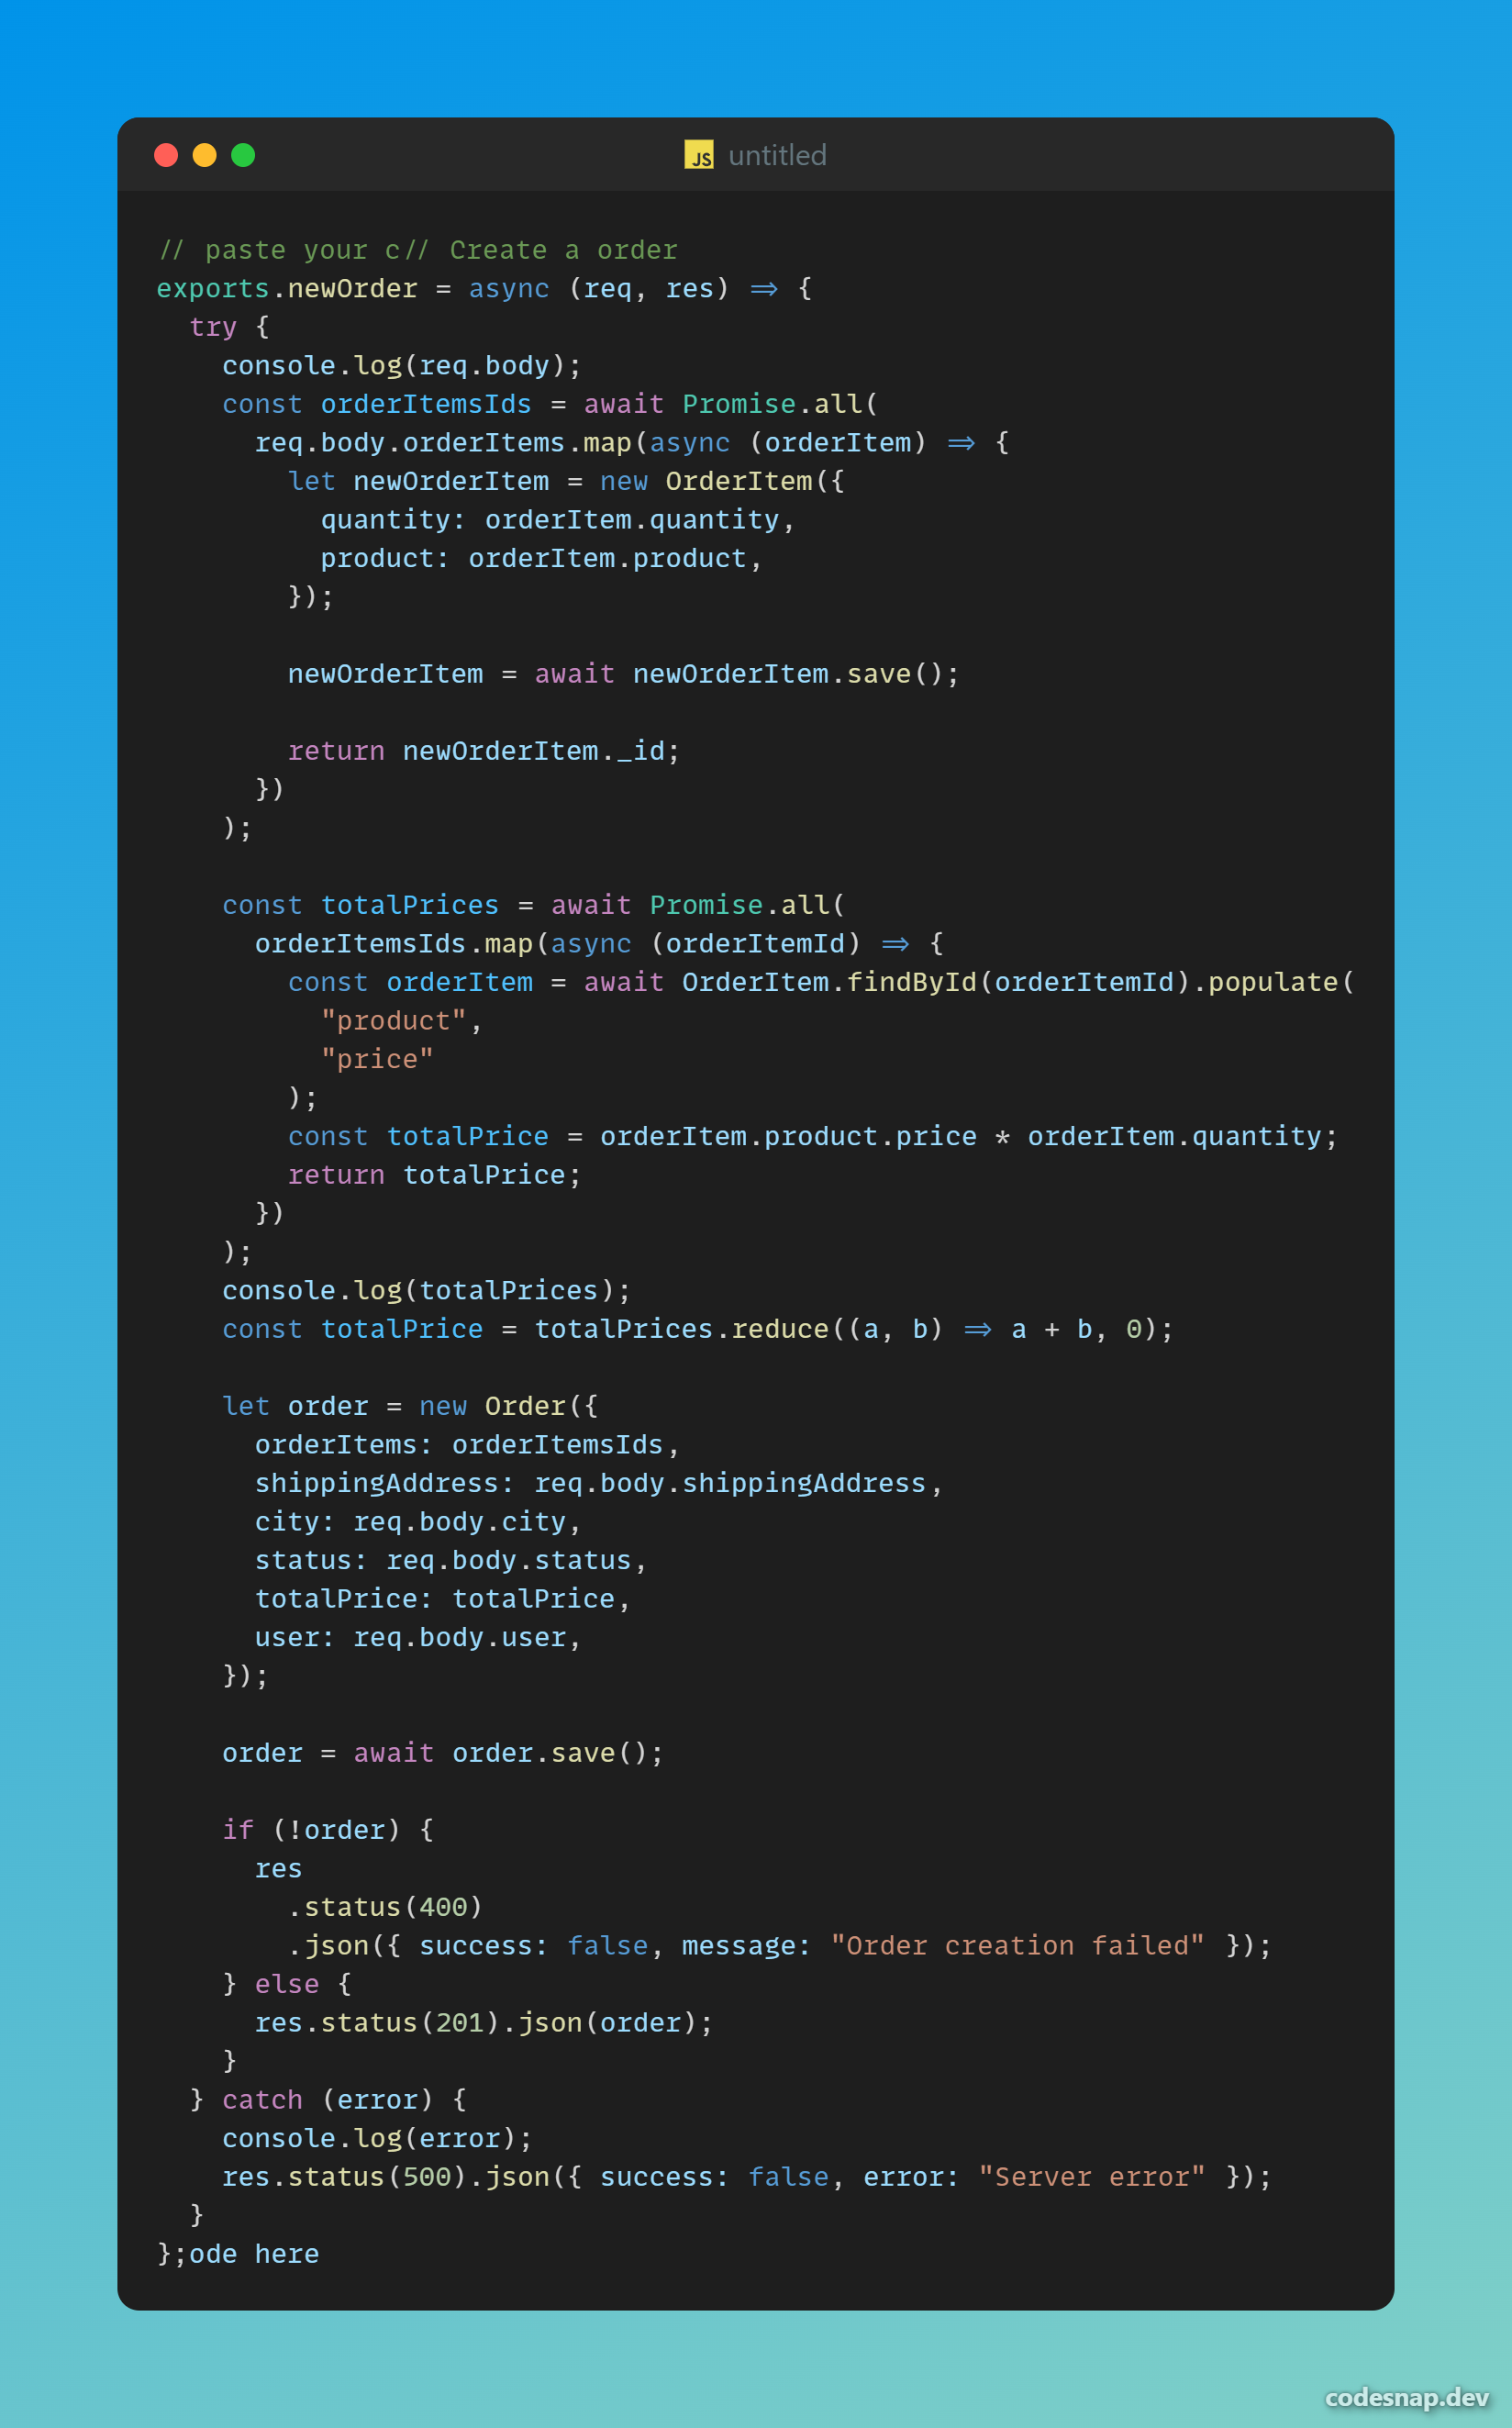 JS untitled
// paste your c// Create a order
exports.newOrder = async (req, res) => {
  try {
    console.log(req.body);
    const orderItemsIds = await Promise.all(
      req.body.orderItems.map(async (orderItem) => {
        let newOrderItem = new OrderItem({
          quantity: orderItem.quantity,
          product: orderItem.product,
        });

        newOrderItem = await newOrderItem.save();

        return newOrderItem._id;
      })
    );

    const totalPrices = await Promise.all(
      orderItemsIds.map(async (orderItemId) => {
        const orderItem = await OrderItem.findById(orderItemId).populate(
          "product",
          "price"
        );
        const totalPrice = orderItem.product.price * orderItem.quantity;
        return totalPrice;
      })
    );
    console.log(totalPrices);
    const totalPrice = totalPrices.reduce((a, b) => a + b, 0);

    let order = new Order({
      orderItems: orderItemsIds,
      shippingAddress: req.body.shippingAddress,
      city: req.body.city,
      status: req.body.status,
      totalPrice: totalPrice,
      user: req.body.user,
    });

    order = await order.save();

    if (!order) {
      res
        .status(400)
        .json({ success: false, message: "Order creation failed" });
    } else {
      res.status(201).json(order);
    }
  } catch (error) {
    console.log(error);
    res.status(500).json({ success: false, error: "Server error" });
  }
};ode here
codesnap.dev